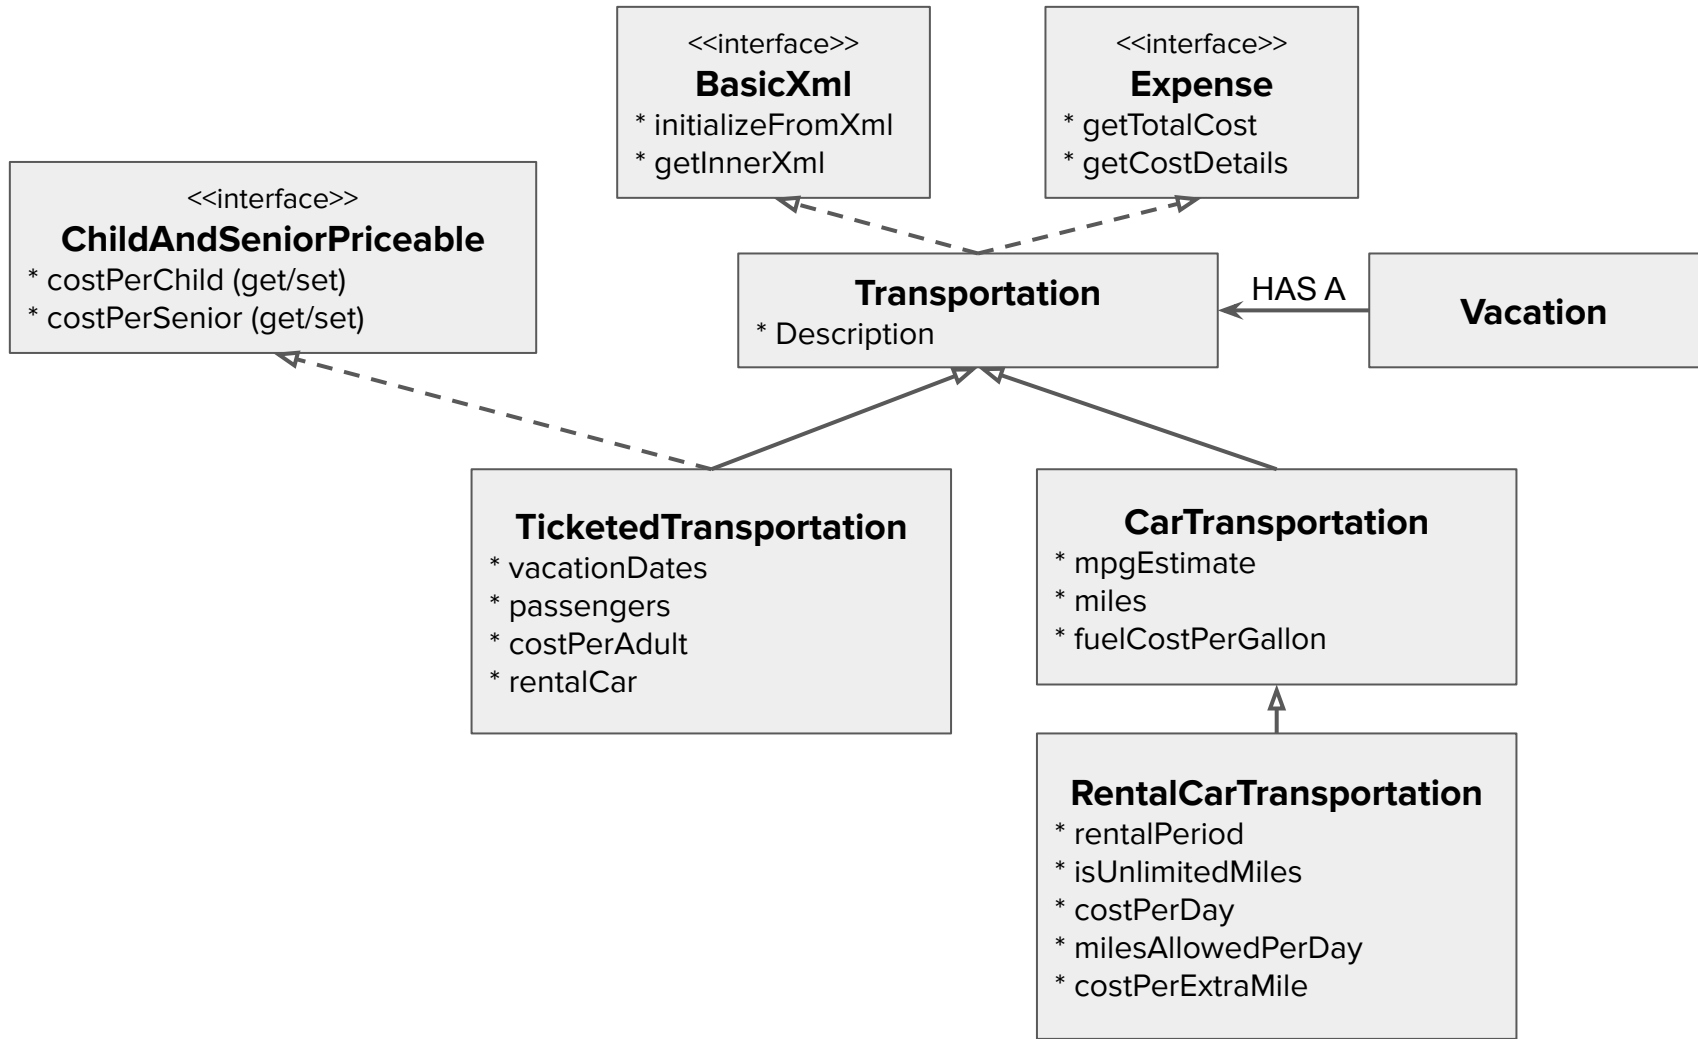 <<interface>>
BasicXml
* initializeFromXml
* getInnerXml
<<interface>>
Expense
* getTotalCost
* getCostDetails
<<interface>>
ChildAndSeniorPriceable
* costPerChild (get/set)
* costPerSenior (get/set)
Transportation
* Description
HAS A
Vacation
TicketedTransportation
* vacationDates
* passengers
* costPerAdult
* rentalCar
CarTransportation
* mpgEstimate
* miles
* fuelCostPerGallon
RentalCarTransportation
* rentalPeriod
* isUnlimitedMiles
* costPerDay
* milesAllowedPerDay
* costPerExtraMile